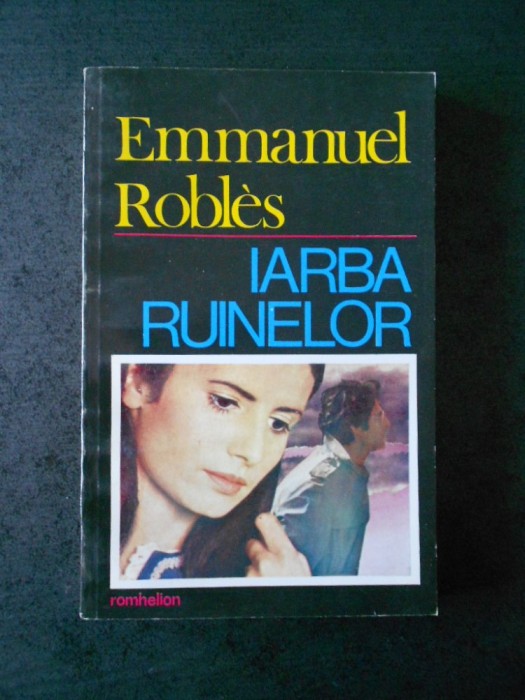 Emmanuel
Roblès
IARBA
RUINELOR
romhelion